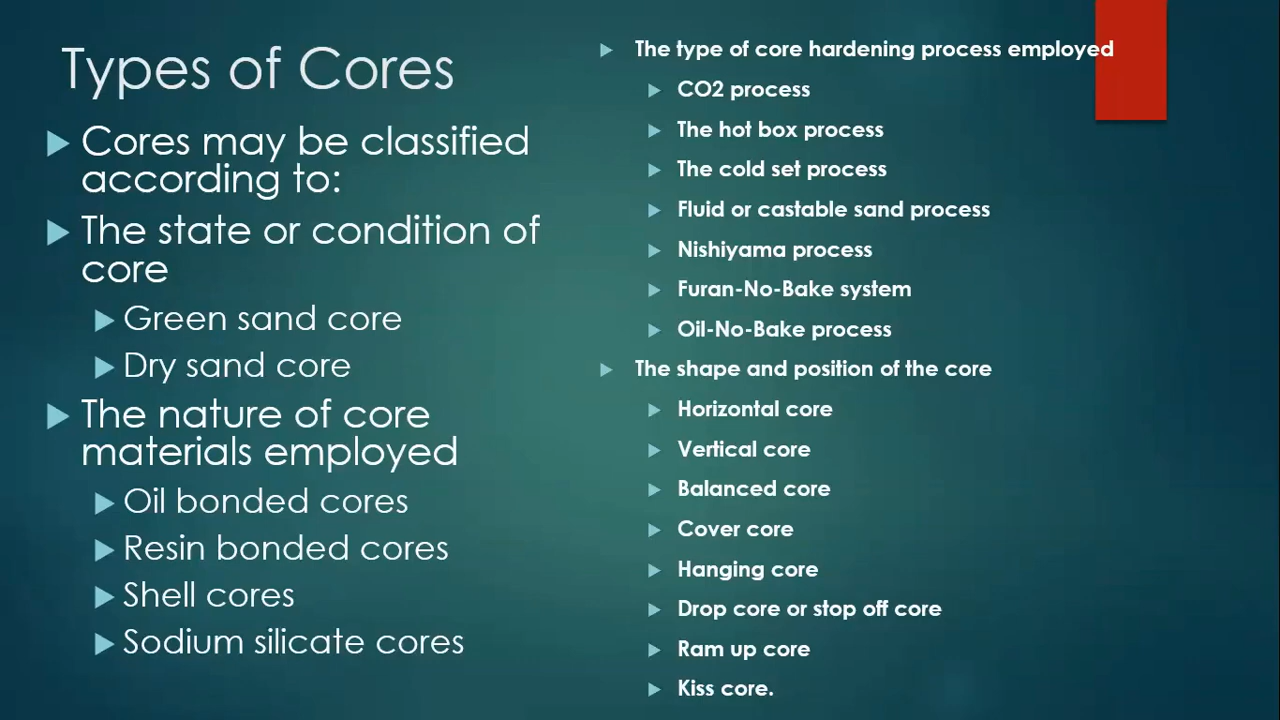 Types of Cores
Cores may be classified
according to:
The state or condition of
core
Green sand core
Dry sand core
The nature of core
materials employed
Oil bonded cores
Resin bonded cores
Shell cores
Sodium silicate cores
The type of core hardening process employed
CO2 process
The hot box process
The cold set process
Fluid or castable sand process
Nishiyama process
Furan-No-Bake system
Oil-No-Bake process
The shape and position of the core
Horizontal core
Vertical core
Balanced core
Cover core
Hanging core
Drop core or stop off core
Ram up core
Kiss core.